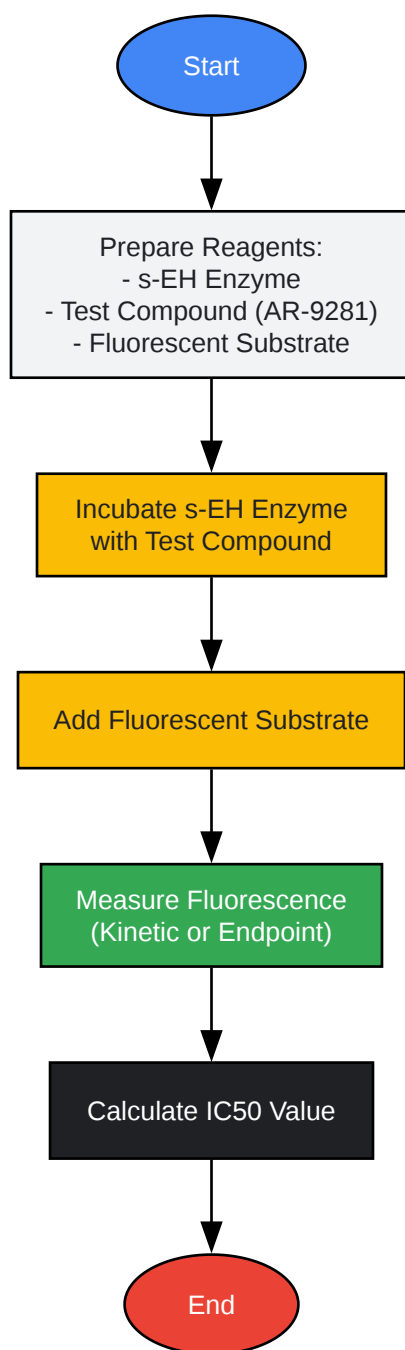 Start
Prepare Reagents:
- s-EH Enzyme
- Test Compound (AR-9281)
- Fluorescent Substrate
Incubate s-EH Enzyme
with Test Compound
Add Fluorescent Substrate
Measure Fluorescence
(Kinetic or Endpoint)
Calculate IC50 Value
End